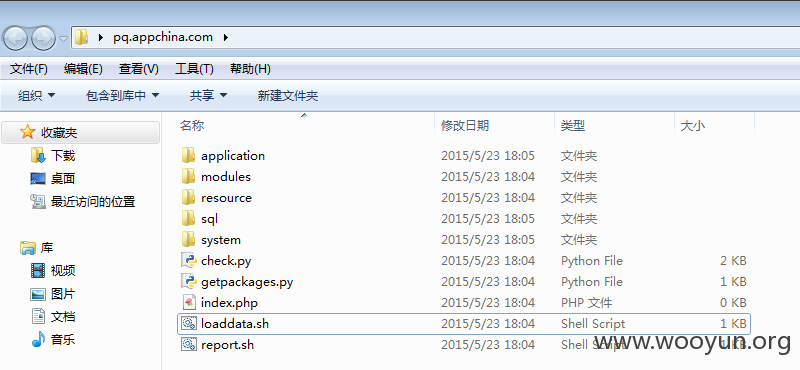 pq.appchina.com
文件(F) 编辑(E) 查看(V) 工具(T) 帮助(H)
组织 包含到库中 共享 新建文件夹
收藏夹
下载
桌面
最近访问的位置
库
视频
图片
文档
音乐
名称 修改日期 类型 大小
application 2015/5/23 18:05 文件夹
modules 2015/5/23 18:04 文件夹
resource 2015/5/23 18:04 文件夹
sql 2015/5/23 18:05 文件夹
system 2015/5/23 18:05 文件夹
check.py 2015/5/23 18:04 Python File 2 KB
getpackages.py 2015/5/23 18:04 Python File 1 KB
index.php 2015/5/23 18:04 PHP 文件 0 KB
loaddata.sh 2015/5/23 18:04 Shell Script 1 KB
report.sh 2015/5/23 18:04 Shell Script 1 KB
www.wooyun.org